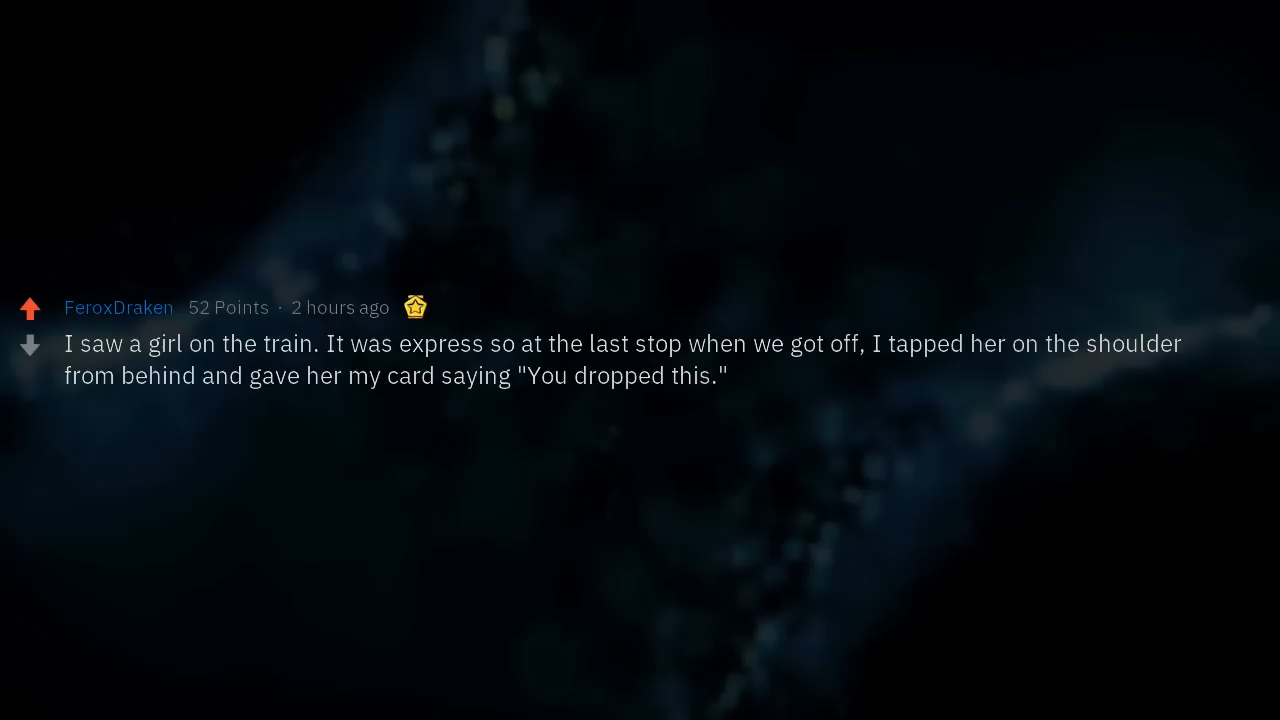 FeroxDraken 52 Points · 2 hours ago
I saw a girl on the train. It was express so at the last stop when we got off, I tapped her on the shoulder
from behind and gave her my card saying "You dropped this."